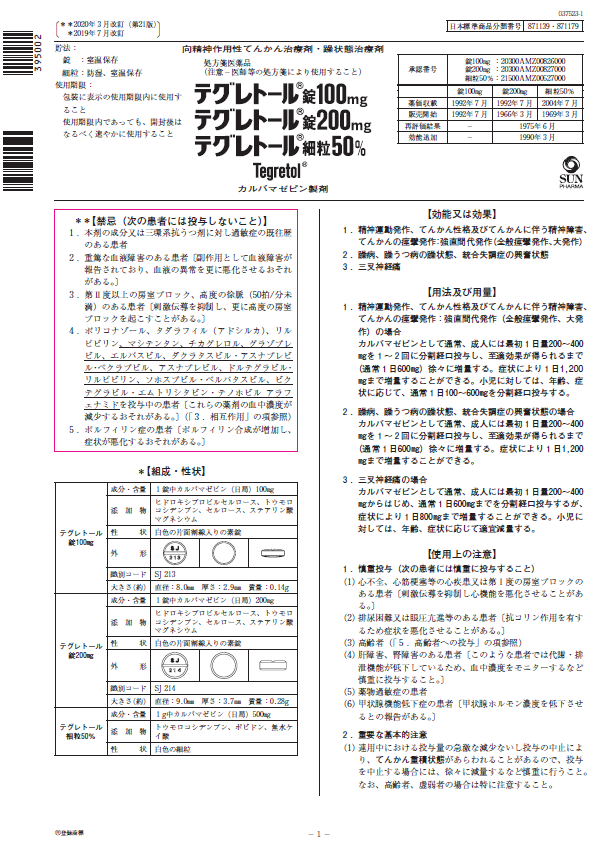 037523-1
＊＊2020年3月改訂（第21版）
＊2019年7月改訂
日本標準商品分類番号 871139・871179
395002
貯法：
錠　：室温保存
細粒：防湿、室温保存
使用期限：
包装に表示の使用期限内に使用す
ること
使用期限内であっても、開封後は
なるべく速やかに使用すること
向精神作用性てんかん治療剤・躁状態治療剤
処方箋医薬品
（注意－医師等の処方箋により使用すること）
テグレトール®錠100mg
テグレトール®錠200mg
テグレトール®細粒50%
Tegretol®
カルバマゼピン製剤
承認番号
錠100mg ：20300AMZ00826000
錠200mg ：20300AMZ00827000
細粒50%：21500AMZ00527000
錠100mg 錠200mg 細粒50%
薬価収載 1992年7月 1992年7月 2004年7月
販売開始 1992年7月 1966年3月 1969年3月
再評価結果 － 1975年6月
効能追加 － 1990年3月
SUN
PHARMA
＊＊【禁忌（次の患者には投与しないこと）】
1．本剤の成分又は三環系抗うつ剤に対し過敏症の既往歴
のある患者
2．重篤な血液障害のある患者［副作用として血液障害が
報告されており、血液の異常を更に悪化させるおそれ
がある。］
3．第Ⅱ度以上の房室ブロック、高度の徐脈（50拍/分未
満）のある患者［刺激伝導を抑制し、更に高度の房室
ブロックを起こすことがある。］
4．ボリコナゾール、タダラフィル（アドシルカ）、リル
ピビリン、マシテンタン、チカグレロル、グラゾプレ
ビル、エルバスビル、ダクラタスビル・アスナプレビ
ル・ベクラブビル、アスナプレビル、ドルテグラビル・
リルピビリン、ソホスブビル・ベルパタスビル、ビク
テグラビル・エムトリシタビン・テノホビル アラフ
ェナミドを投与中の患者［これらの薬剤の血中濃度が
減少するおそれがある。］（「3．相互作用」の項参照）
5．ポルフィリン症の患者［ポルフィリン合成が増加し、
症状が悪化するおそれがある。］
＊【組成・性状】
テグレトール
錠100mg
成分・含量 1錠中カルバマゼピン（日局）100mg
添加物 ヒドロキシプロピルセルロース、トウモロ
コシデンプン、セルロース、ステアリン酸
マグネシウム
性状 白色の片面割線入りの素錠
外形 SJ 213
識別コード SJ 213
大きさ(約) 直径：8.0mm 厚さ：2.9mm 質量：0.14g
テグレトール
錠200mg
成分・含量 1錠中カルバマゼピン（日局）200mg
添加物 ヒドロキシプロピルセルロース、トウモロ
コシデンプン、セルロース、ステアリン酸
マグネシウム
性状 白色の片面割線入りの素錠
外形 SJ 214
識別コード SJ 214
大きさ(約) 直径：9.0mm 厚さ：3.7mm 質量：0.28g
テグレトール
細粒50%
成分・含量 1g中カルバマゼピン（日局）500mg
添加物 トウモロコシデンプン、ポビドン、無水ケ
イ酸
性状 白色の細粒
【効能又は効果】
1．精神運動発作、てんかん性格及びてんかんに伴う精神障害、
てんかんの痙攣発作：強直間代発作（全般痙攣発作、大発作）
2．躁病、躁うつ病の躁状態、統合失調症の興奮状態
3．三叉神経痛
【用法及び用量】
1．精神運動発作、てんかん性格及びてんかんに伴う精神障害、
てんかんの痙攣発作：強直間代発作（全般痙攣発作、大発
作）の場合
カルバマゼピンとして通常、成人には最初1日量200～400
mgを1～2回に分割経口投与し、至適効果が得られるまで
（通常1日600mg）徐々に増量する。症状により1日1,200
mgまで増量することができる。小児に対しては、年齢、症
状に応じて、通常1日100～600mgを分割経口投与する。
2．躁病、躁うつ病の躁状態、統合失調症の興奮状態の場合
カルバマゼピンとして通常、成人には最初1日量200～400
mgを1～2回に分割経口投与し、至適効果が得られるまで
（通常1日600mg）徐々に増量する。症状により1日1,200
mgまで増量することができる。
3．三叉神経痛の場合
カルバマゼピンとして通常、成人には最初1日量200～400
mgからはじめ、通常1日600mgまでを分割経口投与するが、
症状により1日800mgまで増量することができる。小児に
対しては、年齢、症状に応じて適宜減量する。
【使用上の注意】
1．慎重投与（次の患者には慎重に投与すること）
(1) 心不全、心筋梗塞等の心疾患又は第Ⅰ度の房室ブロックの
ある患者［刺激伝導を抑制し心機能を悪化させることがあ
る。］
(2) 排尿困難又は眼圧亢進等のある患者［抗コリン作用を有す
るため症状を悪化させることがある。］
(3) 高齢者（「5．高齢者への投与」の項参照）
(4) 肝障害、腎障害のある患者［このような患者では代謝・排
泄機能が低下しているため、血中濃度をモニターするなど
慎重に投与すること。］
(5) 薬物過敏症の患者
(6) 甲状腺機能低下症の患者［甲状腺ホルモン濃度を低下させ
るとの報告がある。］
2．重要な基本的注意
(1) 連用中における投与量の急激な減少ないし投与の中止によ
り、てんかん重積状態があらわれることがあるので、投与
を中止する場合には、徐々に減量するなど慎重に行うこと。
なお、高齢者、虚弱者の場合は特に注意すること。
®登録商標
－1－